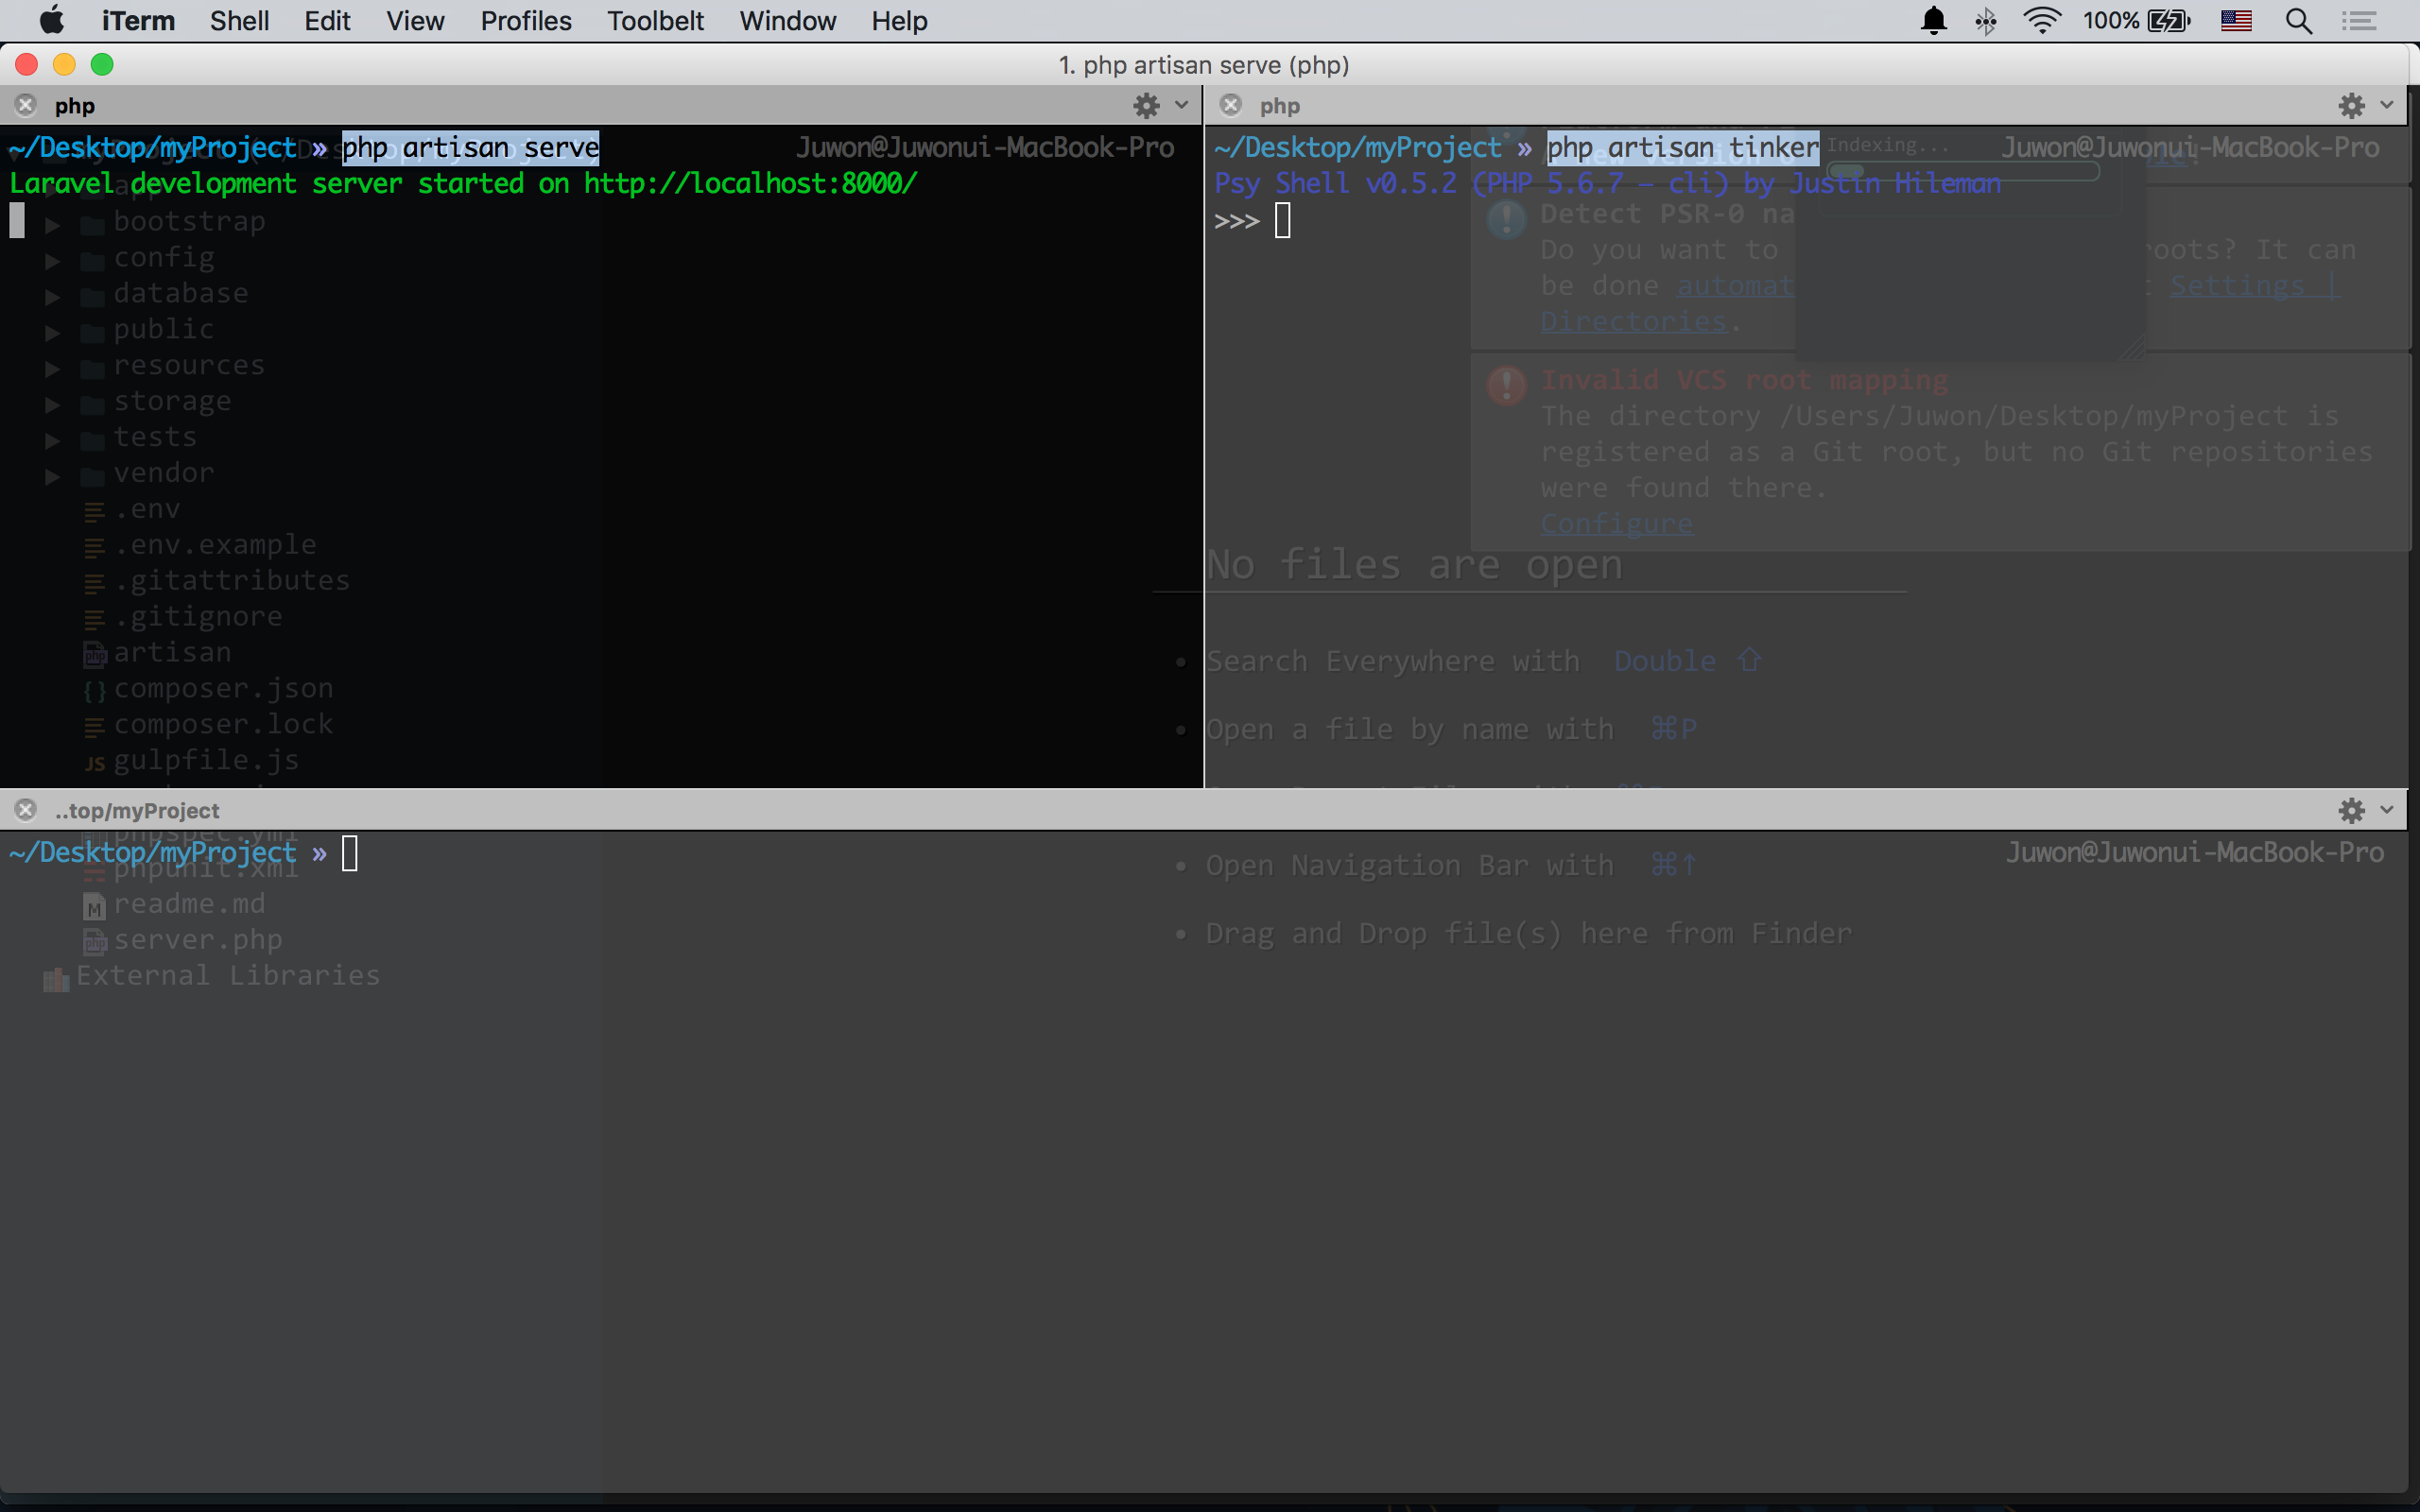 iTerm Shell Edit View Profiles Toolbelt Window Help 100%
1. php artisan serve (php)
php
~/Desktop/myProject » php artisan serve Juwon@Juwonui-MacBook-Pro
Laravel development server started on http://localhost:8000/
bootstrap
config
database
public
resources
storage
tests
vendor
.env
.env.example
.gitattributes
.gitignore
artisan
composer.json
composer.lock
gulpfile.js
php
~/Desktop/myProject » php artisan tinker Indexing... Juwon@Juwonui-MacBook-Pro
Psy Shell v0.5.2 (PHP 5.6.7 — cli) by Justin Hileman
>>>
Detect PSR-0 na
Do you want to roots? It can
be done automat Settings |
Directories.
Invalid VCS root mapping
The directory /Users/Juwon/Desktop/myProject is
registered as a Git root, but no Git repositories
were found there.
Configure
No files are open
• Search Everywhere with Double ⇧
• Open a file by name with ⌘P
..top/myProject
~/Desktop/myProject » Juwon@Juwonui-MacBook-Pro
phpspec.yml
phpunit.xml
readme.md
server.php
External Libraries
• Open Navigation Bar with ⌘↑
• Drag and Drop file(s) here from Finder